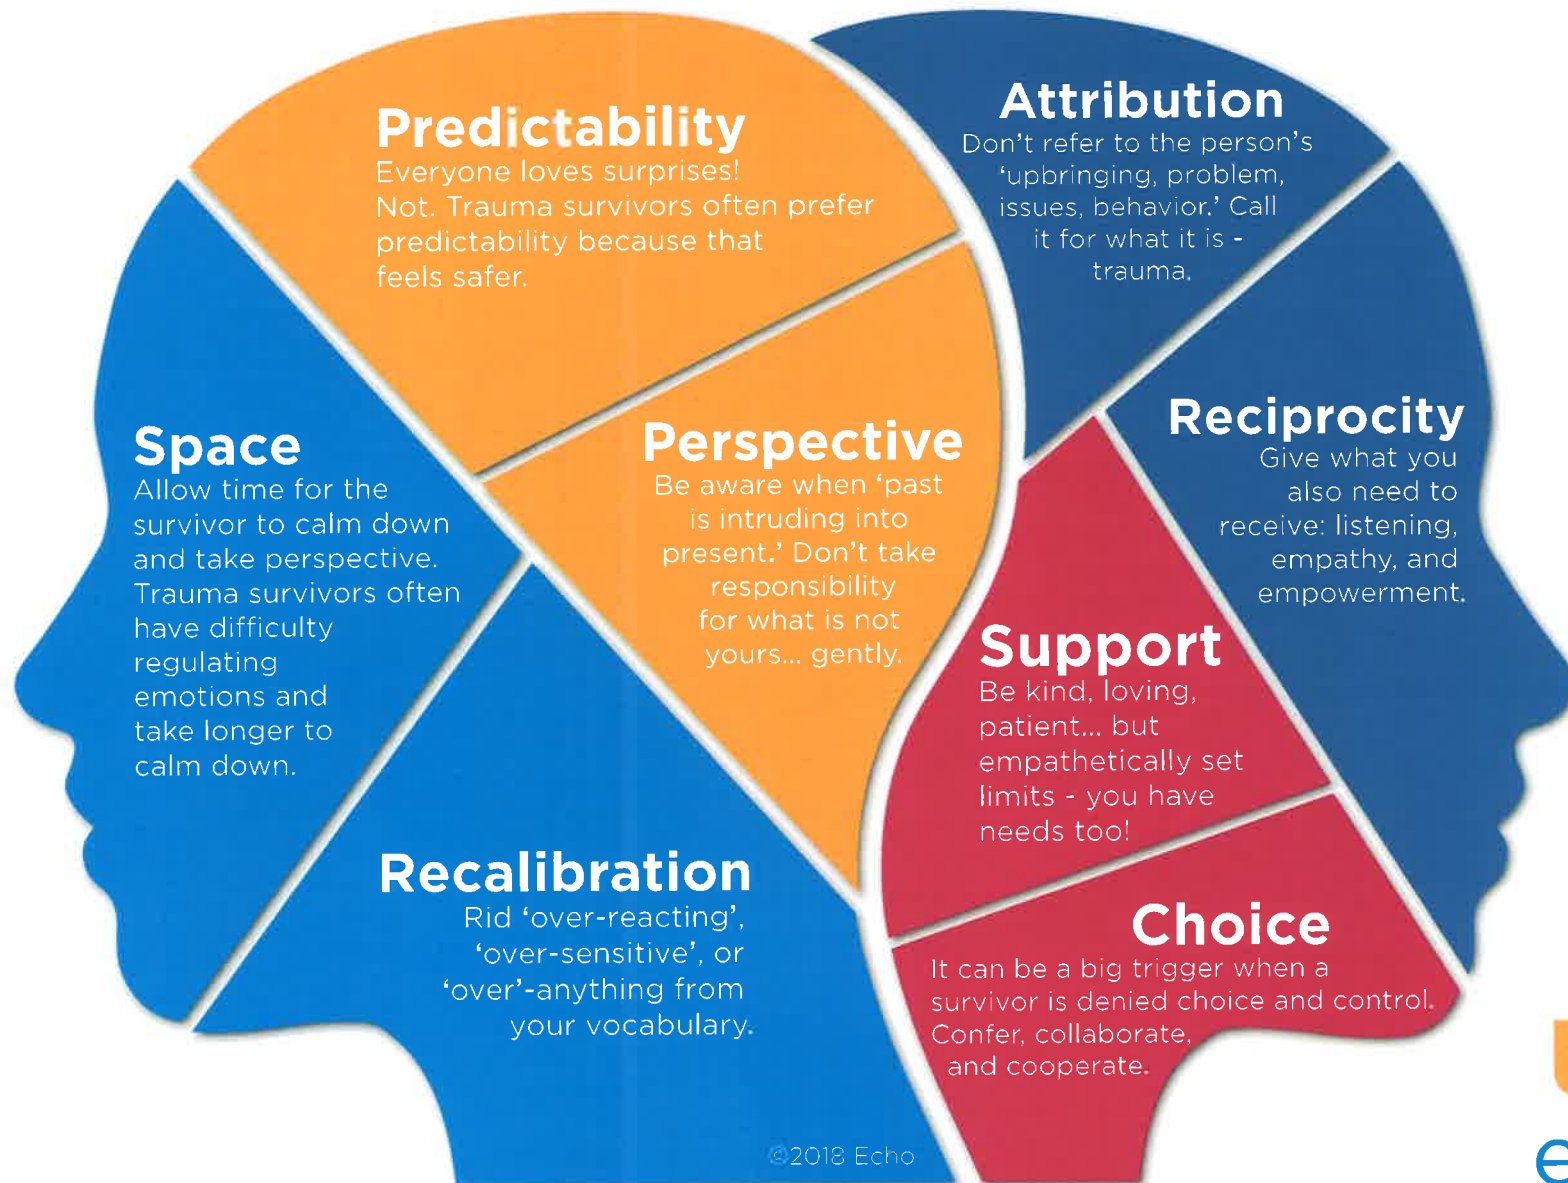 Predictability
Everyone loves surprises!
Not. Trauma survivors often prefer
predictability because that
feels safer.
Attribution
Don't refer to the person's
'upbringing, problem,
issues, behavior.' Call
it for what it is -
trauma.
Space
Allow time for the
survivor to calm down
and take perspective.
Trauma survivors often
have difficulty
regulating
emotions and
take longer to
calm down.
Perspective
Be aware when 'past
is intruding into
present.' Don't take
responsibility
for what is not
yours... gently.
Reciprocity
Give what you
also need to
receive: listening,
empathy, and
empowerment.
Support
Be kind, loving,
patient... but
empathetically set
limits - you have
needs too!
Recalibration
Rid 'over-reacting',
'over-sensitive', or
'over'-anything from
your vocabulary.
Choice
It can be a big trigger when a
survivor is denied choice and control.
Confer, collaborate,
and cooperate.
©2018 Echo